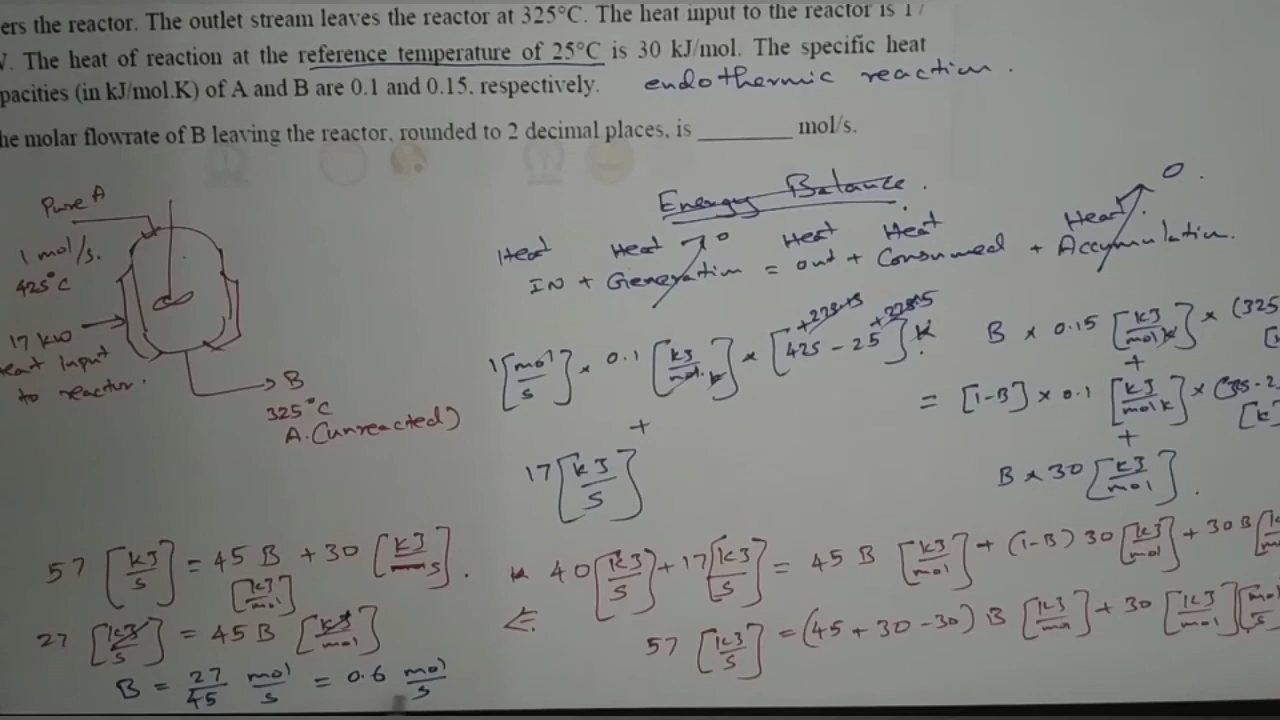 ers the reactor. The outlet stream leaves the reactor at 325°C. The heat input to the reactor is 17
. The heat of reaction at the reference temperature of 25°C is 30 kJ/mol. The specific heat
pacities (in kJ/mol.K) of A and B are 0.1 and 0.15, respectively. endothermic reaction.
he molar flowrate of B leaving the reactor, rounded to 2 decimal places, is ________ mol/s.
Pure A
1 mol/s.
425°C
17 kW
eat Input
to reactor.
B
325°C
A.(unreacted)
Energy Balance.
Heat IN + Heat Generation → 0 = Heat out + Heat Consumed + Heat Accumulation. → 0.
1 [mol/s] × 0.1 [kJ/mol.k] × [425 - 25] k
+
17 [kJ/s]
B × 0.15 [kJ/molk] × (325
+
= [1-B] × 0.1 [kJ/molk] ×
+
B × 30 [kJ/mol].
40 [kJ/s] + 17 [kJ/s] = 45 B [kJ/mol] + (1-B) 30 [kJ/mol] + 30 B
57 [kJ/s] = (45 + 30 - 30) B [kJ/mol] + 30 [kJ/mol] [mol/s
57 [kJ/s] = 45 B [kJ/mol] + 30 [kJ/s].
27 [kJ/s] = 45 B [kJ/mol]
B = 27/45 mol/s = 0.6 mol/s